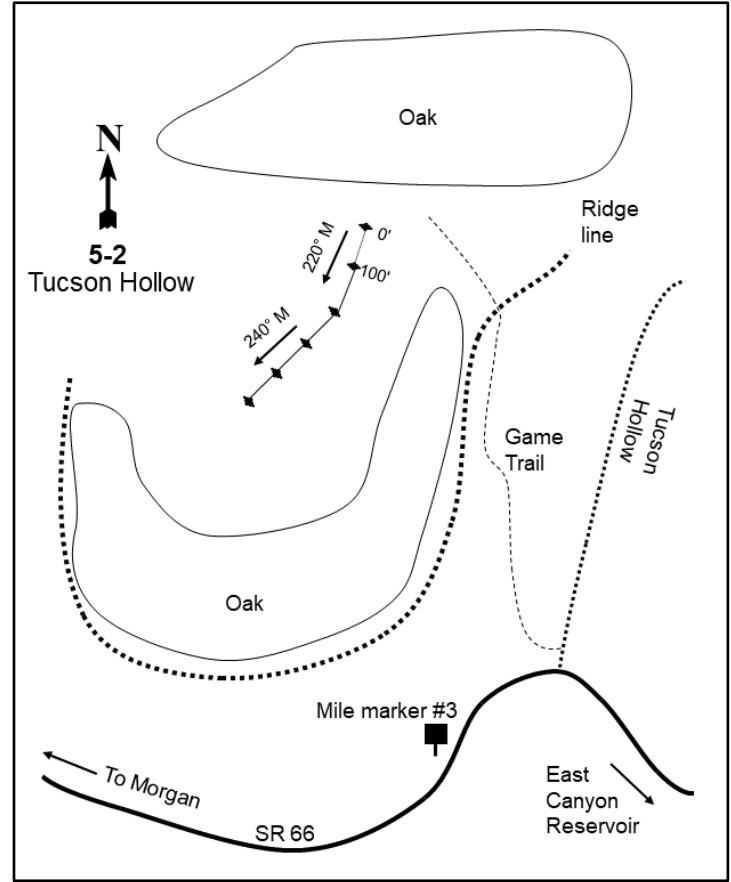 Oak
N
5-2
Tucson Hollow
Ridge
line
0'
220° M
100'
240° M
Game
Trail
Tucson
Hollow
Oak
Mile marker #3
To Morgan
SR 66
East
Canyon
Reservoir